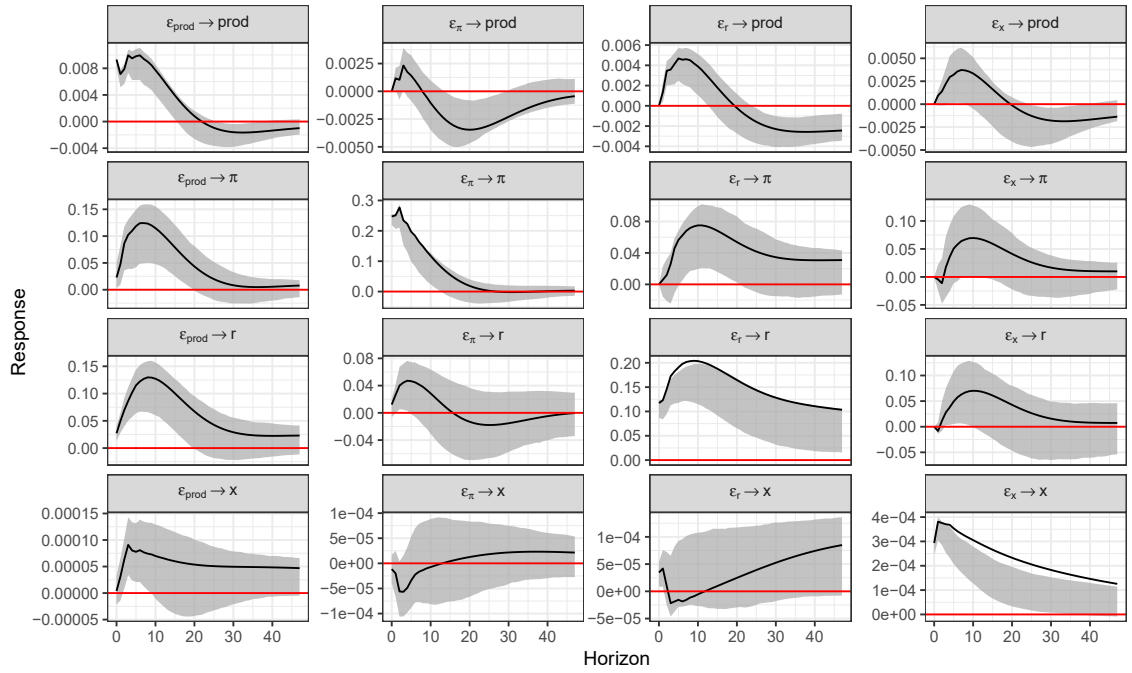 ε_prod → prod
ε_π → prod
ε_r → prod
ε_x → prod
0.008
0.004
0.000
−0.004
0.0025
0.0000
−0.0025
−0.0050
0.006
0.004
0.002
0.000
−0.002
−0.004
0.0050
0.0025
0.0000
−0.0025
−0.0050
ε_prod → π
ε_π → π
ε_r → π
ε_x → π
0.15
0.10
0.05
0.00
0.3
0.2
0.1
0.0
0.08
0.04
0.00
0.10
0.05
0.00
−0.05
Response
ε_prod → r
ε_π → r
ε_r → r
ε_x → r
0.15
0.10
0.05
0.00
0.08
0.04
0.00
−0.04
0.20
0.15
0.10
0.05
0.00
0.10
0.05
0.00
−0.05
ε_prod → x
ε_π → x
ε_r → x
ε_x → x
0.00015
0.00010
0.00005
0.00000
−0.00005
1e−04
5e−05
0e+00
−5e−05
−1e−04
1e−04
5e−05
0e+00
−5e−05
4e−04
3e−04
2e−04
1e−04
0e+00
0 10 20 30 40
0 10 20 30 40
0 10 20 30 40
0 10 20 30 40
Horizon